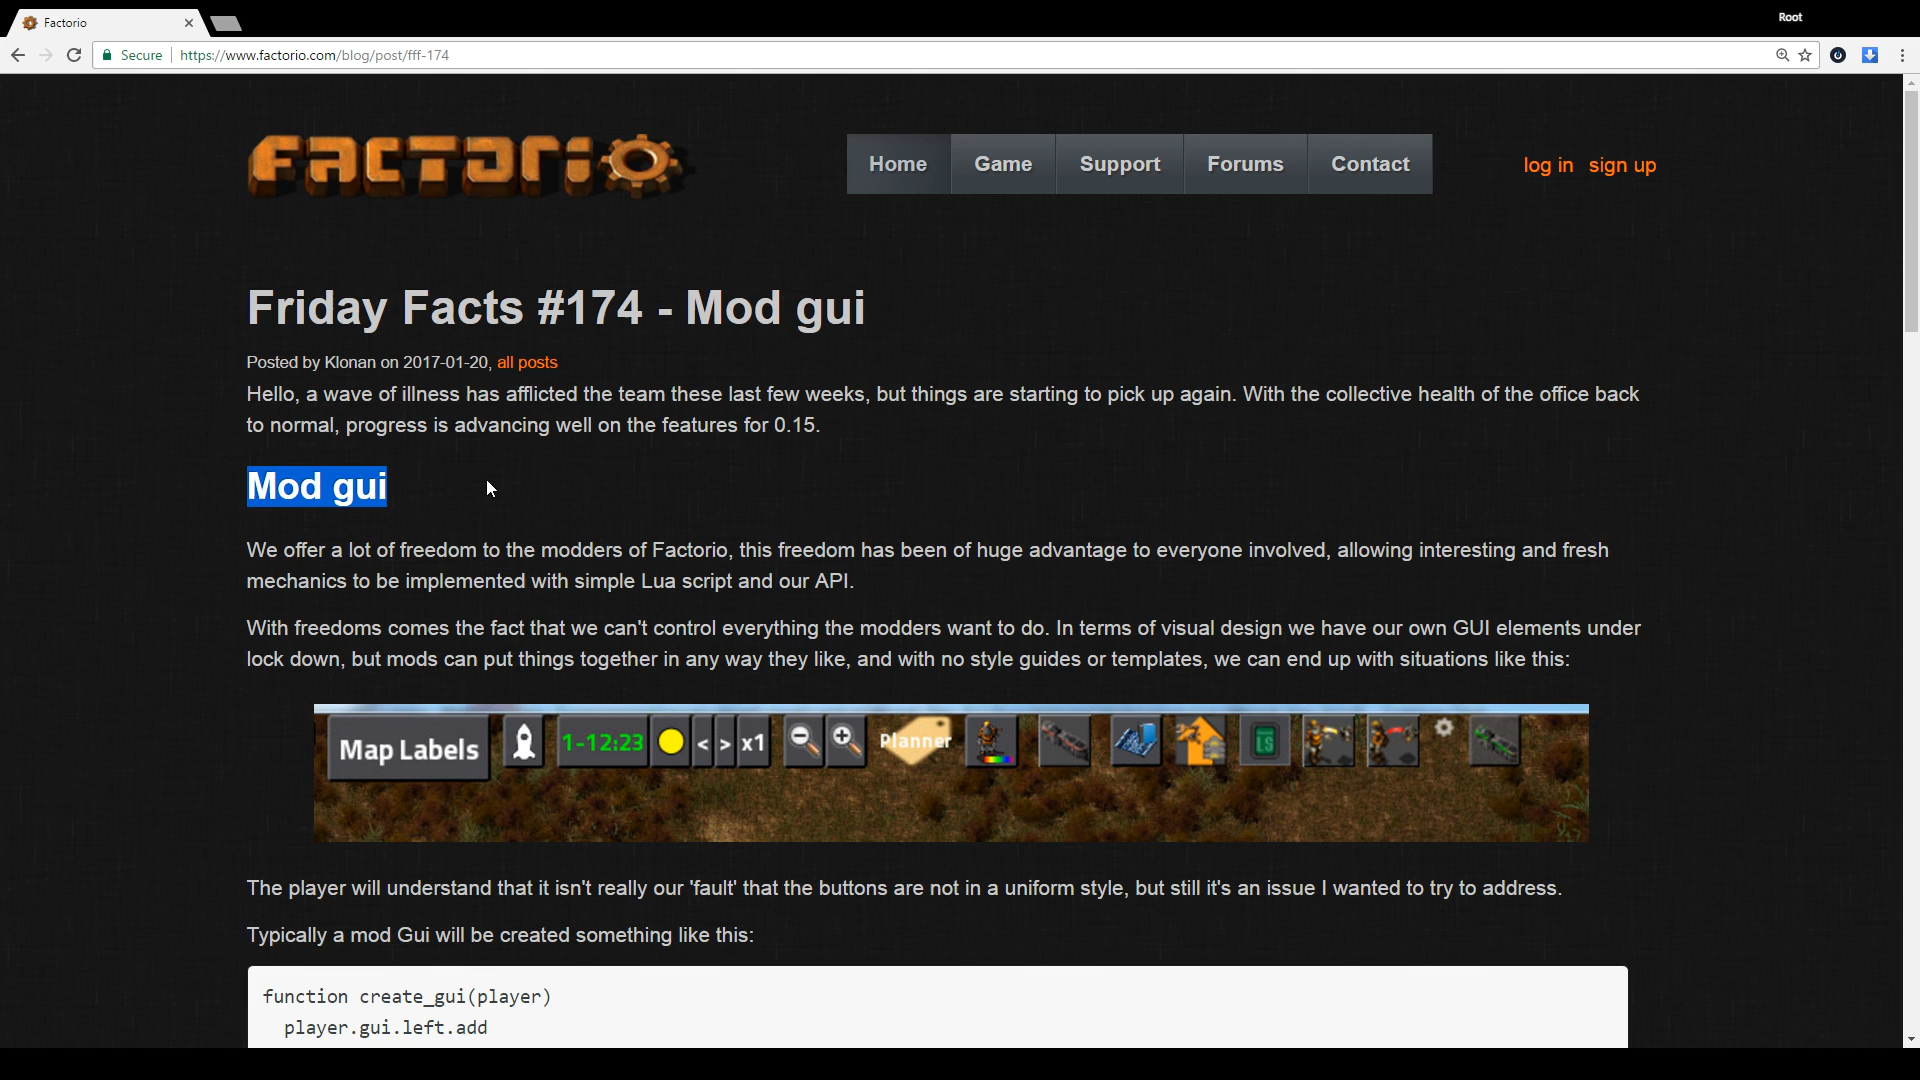 Factorio
Root
Secure
https://www.factorio.com/blog/post/fff-174
FACTORIO
Home
Game
Support
Forums
Contact
log in
sign up
Friday Facts #174 - Mod gui
Posted by Klonan on 2017-01-20, all posts
Hello, a wave of illness has afflicted the team these last few weeks, but things are starting to pick up again. With the collective health of the office back
to normal, progress is advancing well on the features for 0.15.
Mod gui
We offer a lot of freedom to the modders of Factorio, this freedom has been of huge advantage to everyone involved, allowing interesting and fresh
mechanics to be implemented with simple Lua script and our API.
With freedoms comes the fact that we can't control everything the modders want to do. In terms of visual design we have our own GUI elements under
lock down, but mods can put things together in any way they like, and with no style guides or templates, we can end up with situations like this:
Map Labels
1-12:23
< > x1
Planner
LS
The player will understand that it isn't really our 'fault' that the buttons are not in a uniform style, but still it's an issue I wanted to try to address.
Typically a mod Gui will be created something like this:
function create_gui(player)
player.gui.left.add